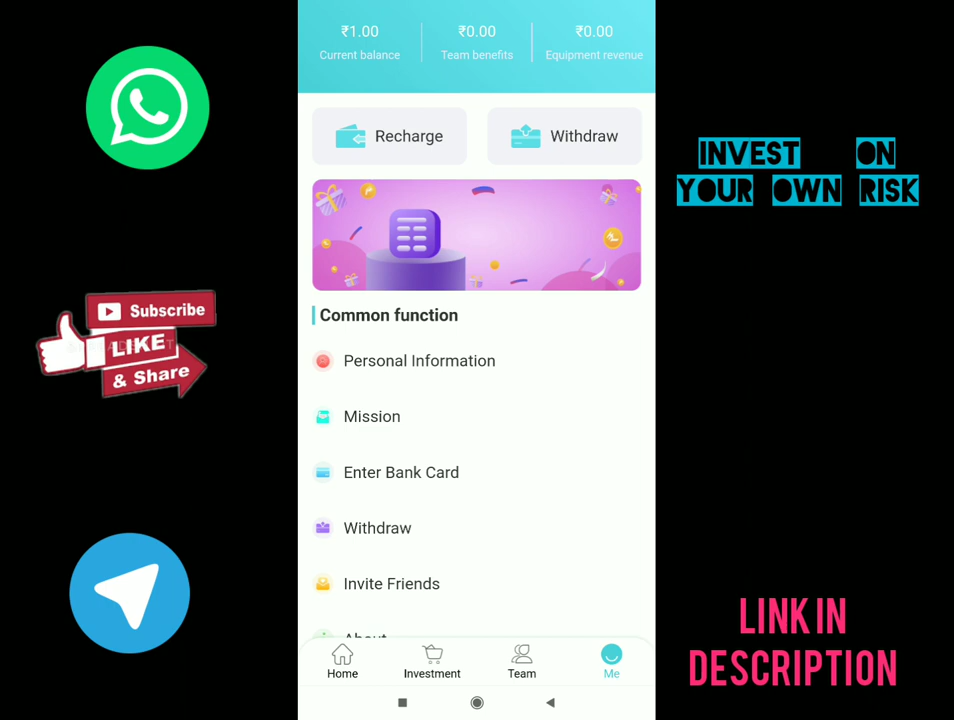 ₹1.00
₹0.00
₹0.00
Current balance
Team benefits
Equipment revenue
Recharge
Withdraw
INVEST ON
YOUR OWN RISK
Common function
Personal Information
Mission
Enter Bank Card
Withdraw
Invite Friends
About
Home
Investment
Team
Me
Subscribe
LIKE
& Share
LINK IN
DESCRIPTION